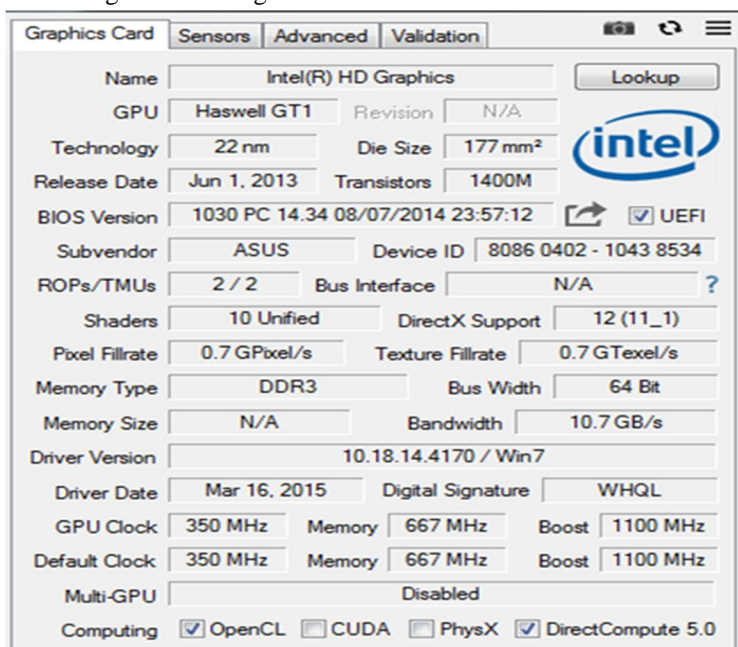 Graphics Card Sensors Advanced Validation
Name Intel(R) HD Graphics Lookup
GPU Haswell GT1 Revision N/A
intel
Technology 22 nm Die Size 177 mm²
Release Date Jun 1, 2013 Transistors 1400M
BIOS Version 1030 PC 14.34 08/07/2014 23:57:12 UEFI
Subvendor ASUS Device ID 8086 0402 - 1043 8534
ROPs/TMUs 2 / 2 Bus Interface N/A ?
Shaders 10 Unified DirectX Support 12 (11_1)
Pixel Fillrate 0.7 GPixel/s Texture Fillrate 0.7 GTexel/s
Memory Type DDR3 Bus Width 64 Bit
Memory Size N/A Bandwidth 10.7 GB/s
Driver Version 10.18.14.4170 / Win7
Driver Date Mar 16, 2015 Digital Signature WHQL
GPU Clock 350 MHz Memory 667 MHz Boost 1100 MHz
Default Clock 350 MHz Memory 667 MHz Boost 1100 MHz
Multi-GPU Disabled
Computing OpenCL CUDA PhysX DirectCompute 5.0